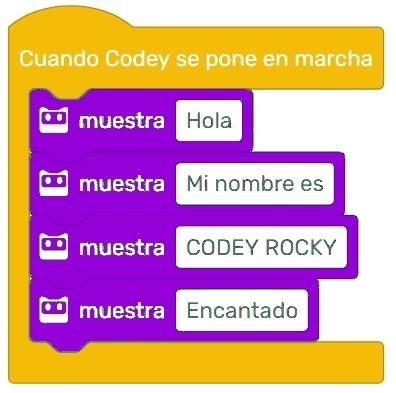 Cuando Codey se pone en marcha
muestra Hola
muestra Mi nombre es
muestra CODEY ROCKY
muestra Encantado